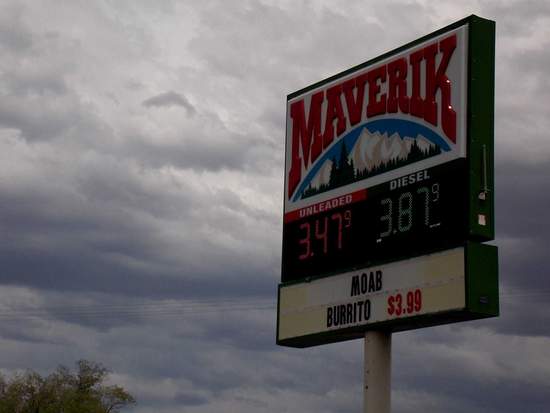 MAVERIK
UNLEADED
3.47⁹
DIESEL
3.87⁹
MOAB
BURRITO $3.99